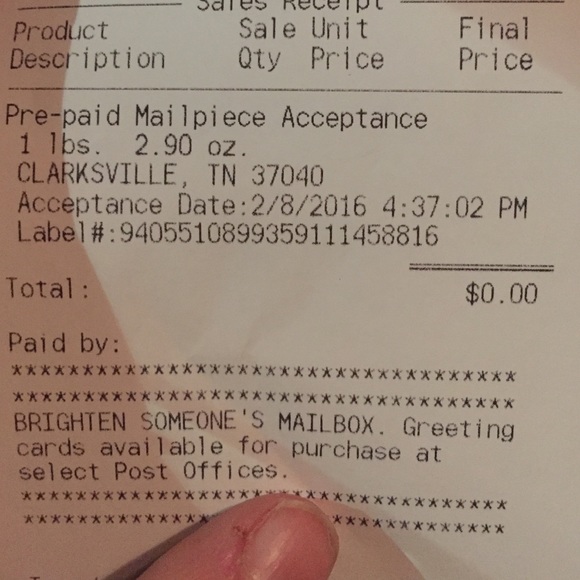 Sales Receipt
Product Sale Unit Final
Description Qty Price Price
Pre-paid Mailpiece Acceptance
1 lbs. 2.90 oz.
CLARKSVILLE, TN 37040
Acceptance Date:2/8/2016 4:37:02 PM
Label#:9405510899359111458816
Total: $0.00
Paid by:
***************************************
***************************************
BRIGHTEN SOMEONE'S MAILBOX. Greeting
cards available for purchase at
select Post Offices.
***************************************
***************************************